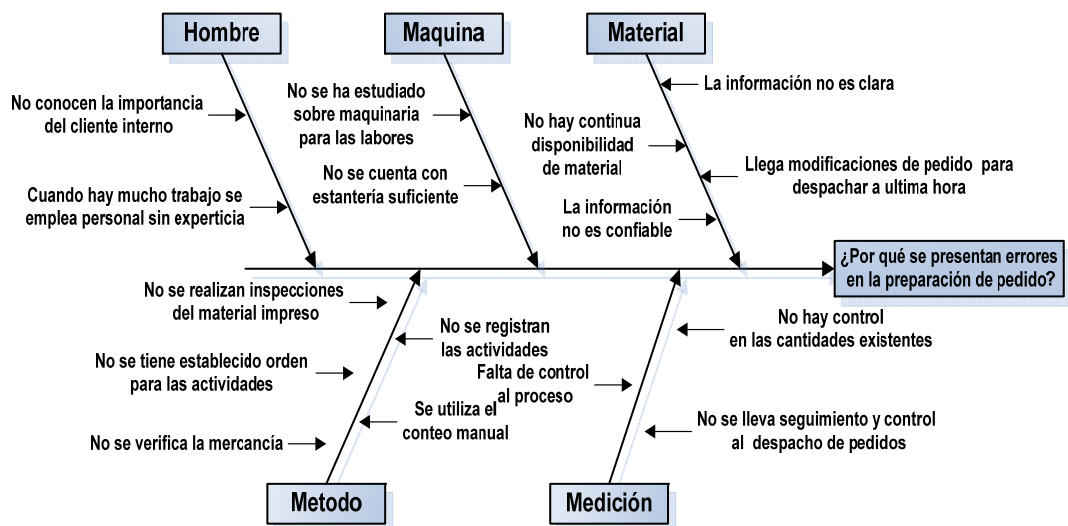 Hombre
Maquina
Material
No conocen la importancia
del cliente interno
Cuando hay mucho trabajo se
emplea personal sin experticia
No se ha estudiado
sobre maquinaria
para las labores
No se cuenta con
estantería suficiente
La información no es clara
No hay continua
disponibilidad
de material
Llega modificaciones de pedido para
despachar a ultima hora
La información
no es confiable
¿Por qué se presentan errores
en la preparación de pedido?
No se realizan inspecciones
del material impreso
No se registran
las actividades
No se tiene establecido orden
para las actividades
Se utiliza el
conteo manual
No se verifica la mercancía
No hay control
en las cantidades existentes
Falta de control
al proceso
No se lleva seguimiento y control
al despacho de pedidos
Metodo
Medición